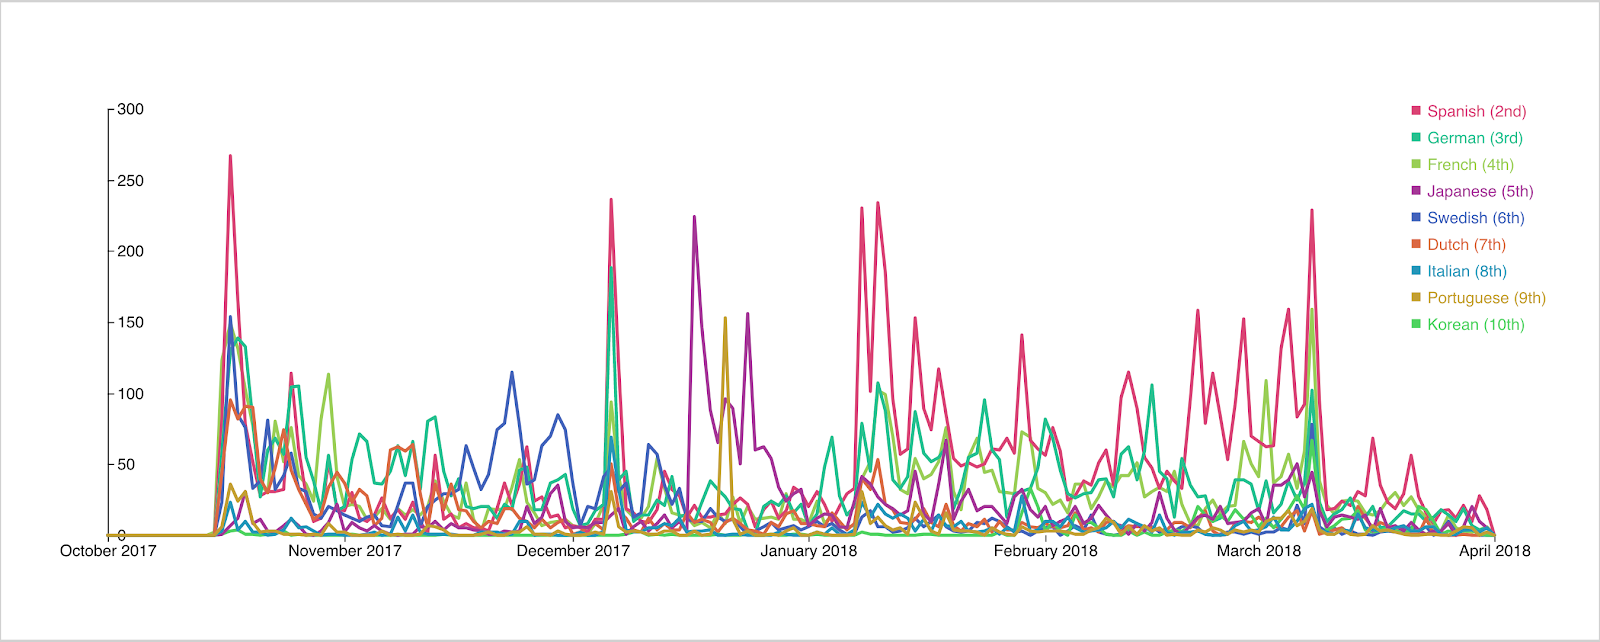 300
250
200
150
100
50
0
October 2017
November 2017
December 2017
January 2018
February 2018
March 2018
April 2018
Spanish (2nd)
German (3rd)
French (4th)
Japanese (5th)
Swedish (6th)
Dutch (7th)
Italian (8th)
Portuguese (9th)
Korean (10th)